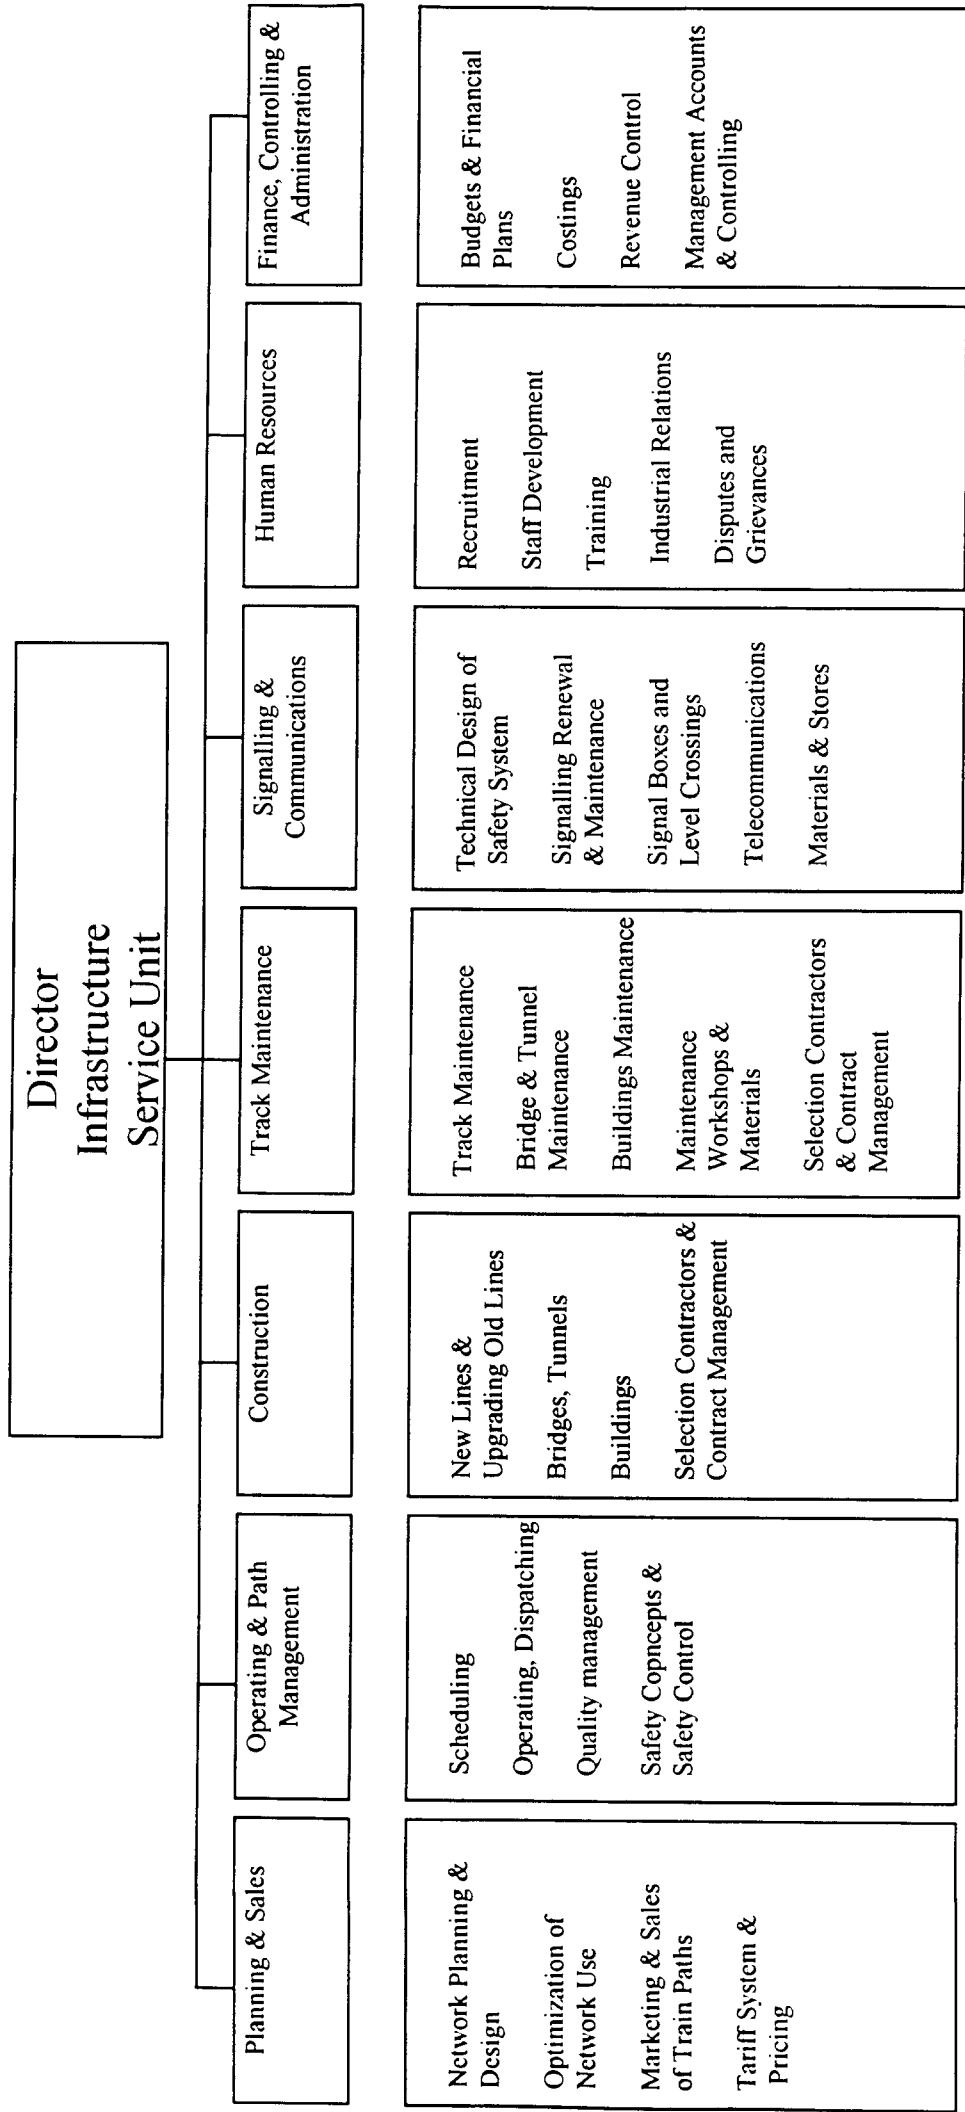 Director
Infrastructure
Service Unit
Planning & Sales
Operating & Path
Management
Construction
Track Maintenance
Signalling &
Communications
Human Resources
Finance, Controlling &
Administration
Network Planning &
Design
Optimization of
Network Use
Marketing & Sales
of Train Paths
Tariff System &
Pricing
Scheduling
Operating, Dispatching
Quality management
Safety Copncepts &
Safety Control
New Lines &
Upgrading Old Lines
Bridges, Tunnels
Buildings
Selection Contractors &
Contract Management
Track Maintenance
Bridge & Tunnel
Maintenance
Buildings Maintenance
Maintenance
Workshops &
Materials
Selection Contractors
& Contract
Management
Technical Design of
Safety System
Signalling Renewal
& Maintenance
Signal Boxes and
Level Crossings
Telecommunications
Materials & Stores
Recruitment
Staff Development
Training
Industrial Relations
Disputes and
Grievances
Budgets & Financial
Plans
Costings
Revenue Control
Management Accounts
& Controlling